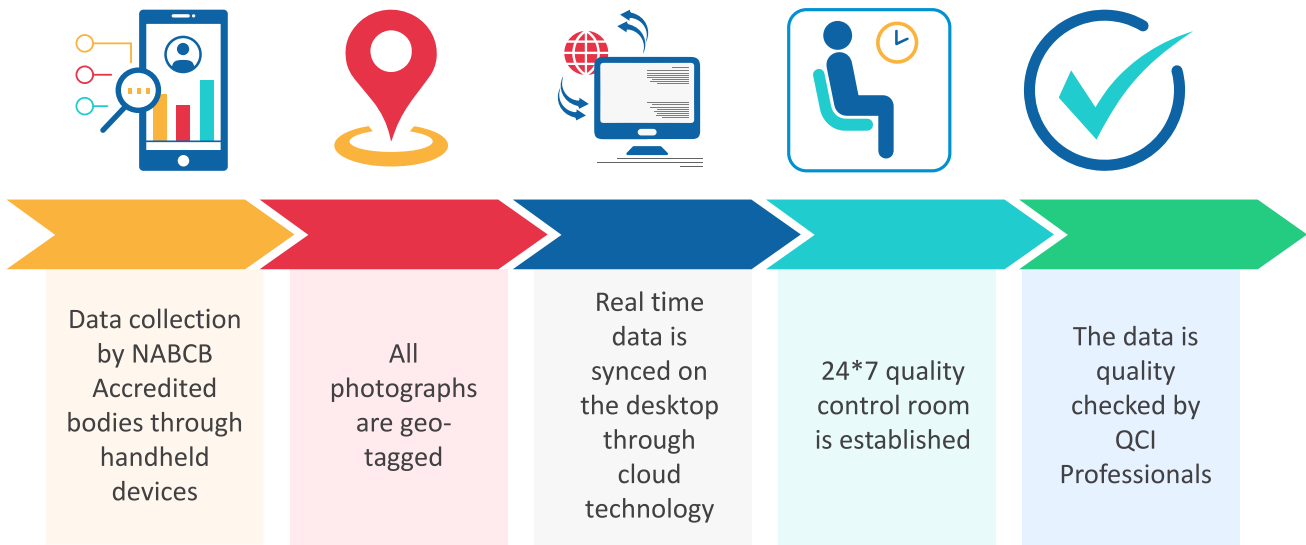 Data collection
by NABCB
Accredited
bodies through
handheld
devices
All
photographs
are geo-
tagged
Real time
data is
synced on
the desktop
through
cloud
technology
24*7 quality
control room
is established
The data is
quality
checked by
QCI
Professionals